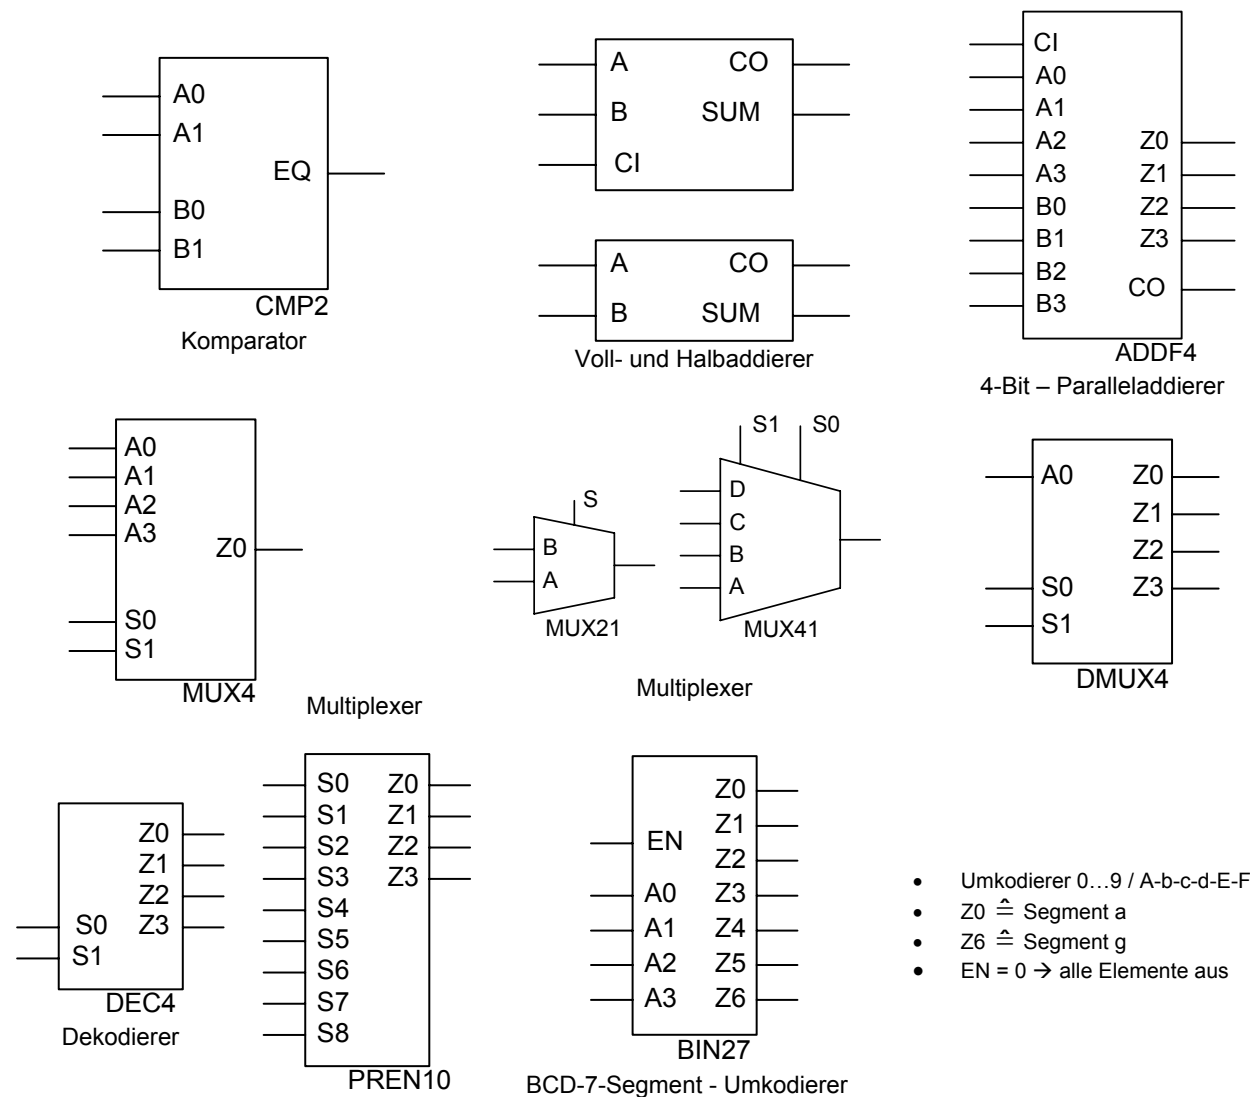 A0
A1
EQ
B0
B1
CMP2
Komparator
A CO
B SUM
CI
A CO
B SUM
Voll- und Halbaddierer
CI
A0
A1
A2 Z0
A3 Z1
B0 Z2
B1 Z3
B2
CO
B3
ADDF4
4-Bit – Paralleladdierer
A0
A1
A2
A3
Z0
S0
S1
MUX4
Multiplexer
S
B
A
MUX21
S1 S0
D
C
B
A
MUX41
Multiplexer
A0 Z0
Z1
Z2
S0 Z3
S1
DMUX4
Z0
Z1
Z2
S0 Z3
S1
DEC4
Dekodierer
S0 Z0
S1 Z1
S2 Z2
S3 Z3
S4
S5
S6
S7
S8
PREN10
Z0
Z1
EN
Z2
A0 Z3
A1 Z4
A2 Z5
A3 Z6
BIN27
BCD-7-Segment - Umkodierer
• Umkodierer 0…9 / A-b-c-d-E-F
• Z0 ≙ Segment a
• Z6 ≙ Segment g
• EN = 0 → alle Elemente aus